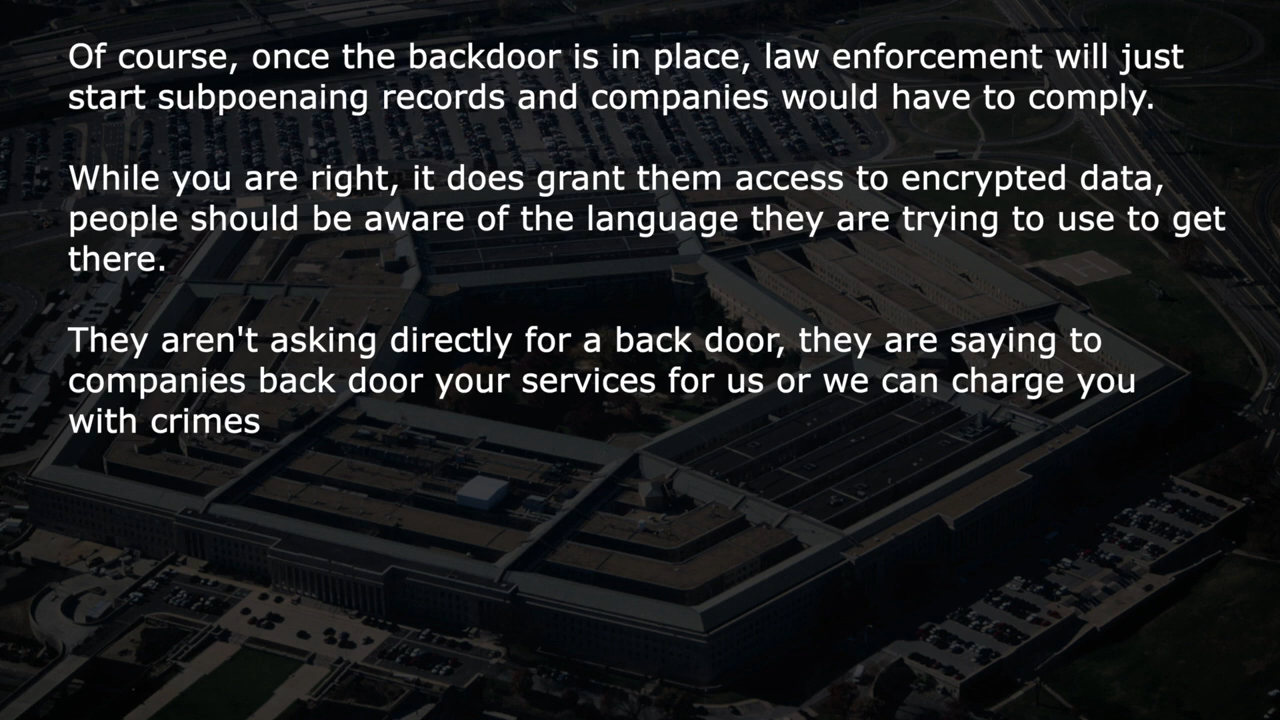 Of course, once the backdoor is in place, law enforcement will just
start subpoenaing records and companies would have to comply.
While you are right, it does grant them access to encrypted data,
people should be aware of the language they are trying to use to get
there.
They aren't asking directly for a back door, they are saying to
companies back door your services for us or we can charge you
with crimes